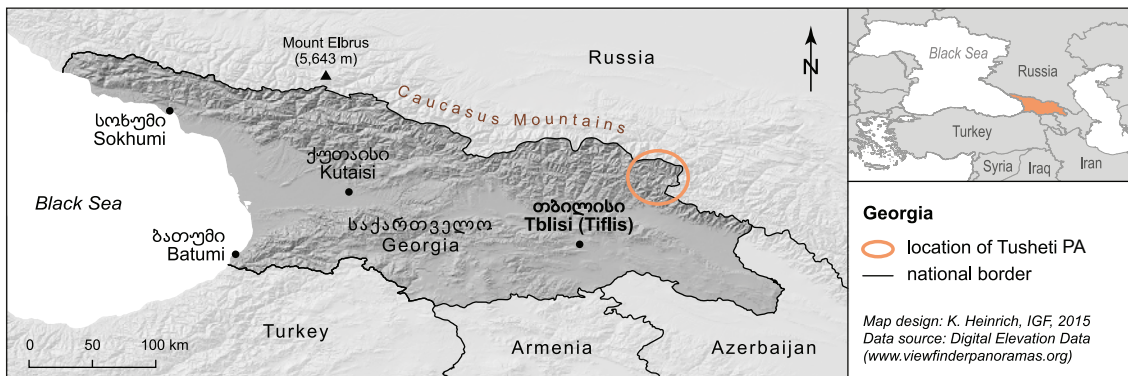 Mount Elbrus
(5,643 m)
Russia
N
Caucasus Mountains
სოხუმი
Sokhumi
ქუთაისი
Kutaisi
Black Sea
თბილისი
Tblisi (Tiflis)
საქართველო
Georgia
ბათუმი
Batumi
Turkey
Armenia
Azerbaijan
0 50 100 km
Black Sea
Russia
Turkey
Syria
Iraq
Iran
Georgia
location of Tusheti PA
national border
Map design: K. Heinrich, IGF, 2015
Data source: Digital Elevation Data
(www.viewfinderpanoramas.org)